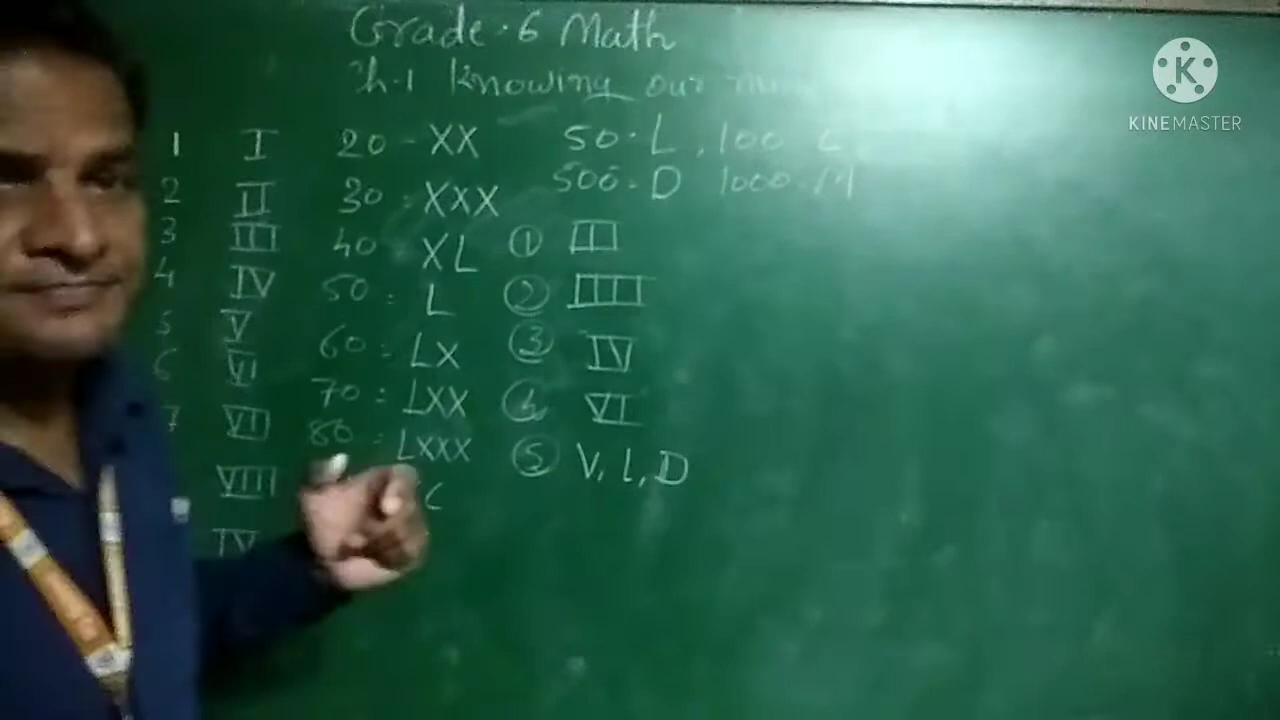 Grade·6 Math
Ch.1 Knowing our
1 I
2 II
3 III
4 IV
5 V
6 VI
7 VII
VIII
20 - XX
30 = XXX
40 XL
50 = L
60 = LX
70 = LXX
80 = LXXX
C
50 · L, 100 C
500 = D 1000 = M
① III
② IIII
③ IV
④ VI
⑤ V, L, D
KINEMASTER